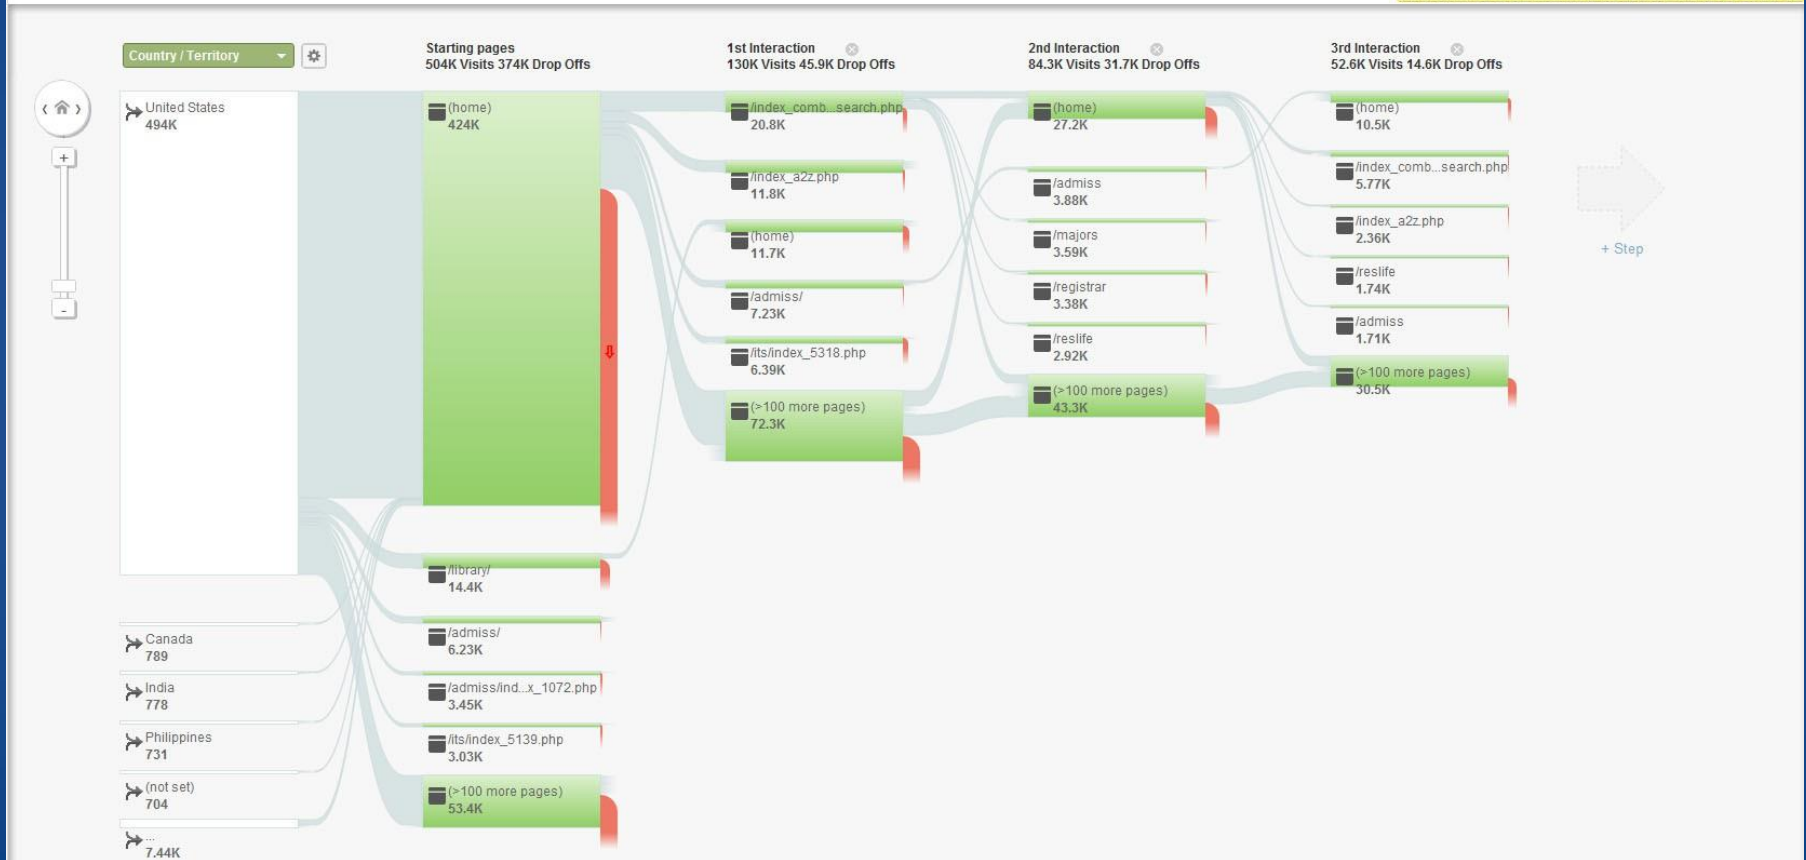 Country / Territory
Starting pages
504K Visits 374K Drop Offs
1st Interaction
130K Visits 45.9K Drop Offs
2nd Interaction
84.3K Visits 31.7K Drop Offs
3rd Interaction
52.6K Visits 14.6K Drop Offs
United States
494K
Canada
789
India
778
Philippines
731
(not set)
704
...
7.44K
(home)
424K
/library/
14.4K
/admiss/
6.23K
/admiss/ind...x_1072.php
3.45K
/its/index_5139.php
3.03K
(>100 more pages)
53.4K
/index_comb...search.php
20.8K
/index_a2z.php
11.8K
(home)
11.7K
/admiss/
7.23K
/its/index_5318.php
6.39K
(>100 more pages)
72.3K
(home)
27.2K
/admiss
3.88K
/majors
3.59K
/registrar
3.38K
/reslife
2.92K
(>100 more pages)
43.3K
(home)
10.5K
/index_comb...search.php
5.77K
/index_a2z.php
2.36K
/reslife
1.74K
/admiss
1.71K
(>100 more pages)
30.5K
+ Step
+
-